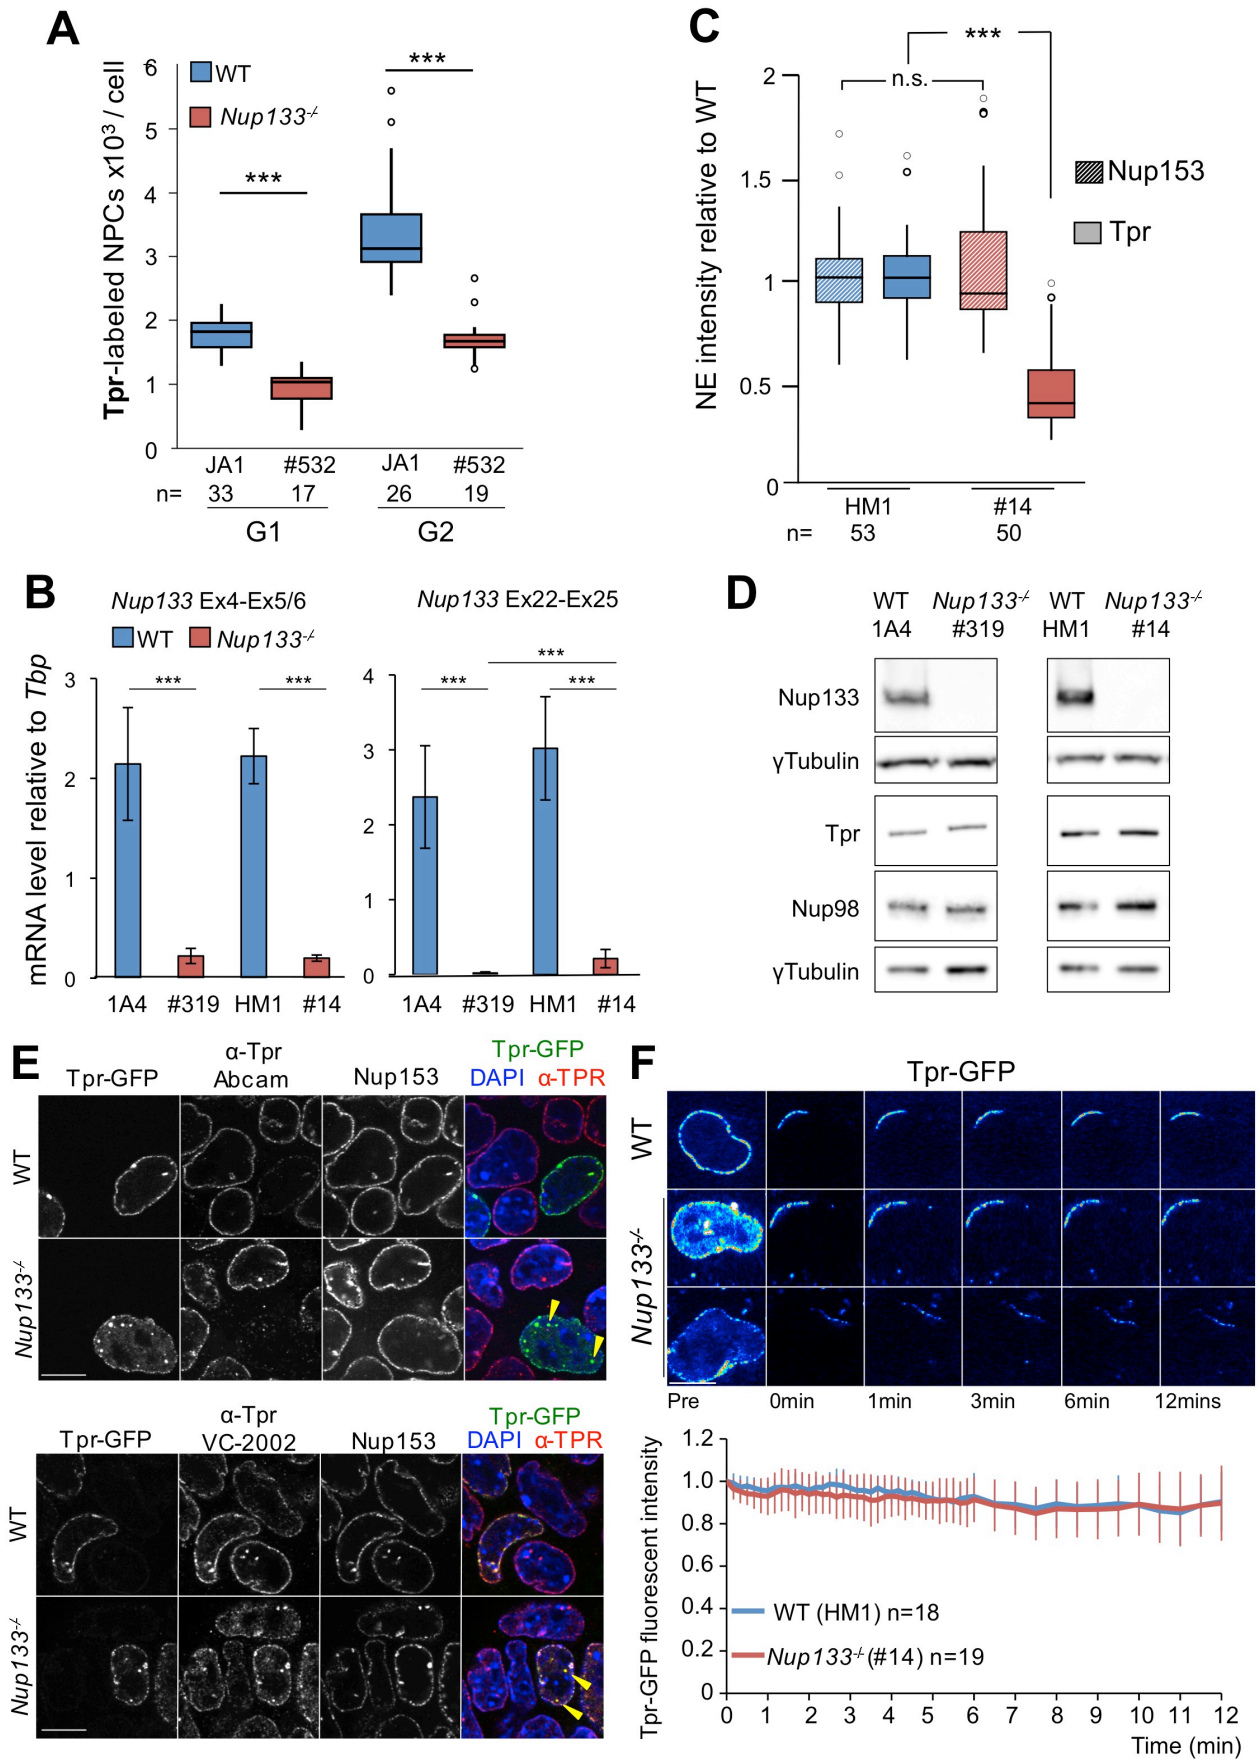 A
Tpr-labeled NPCs x10³ / cell
6
5
4
3
2
1
0
WT
Nup133-/-
***
***
JA1 #532 JA1 #532
n= 33 17 26 19
G1 G2
C
NE intensity relative to WT
2
1.5
1
0.5
0
***
n.s.
Nup153
Tpr
HM1 #14
n= 53 50
B
Nup133 Ex4-Ex5/6
Nup133 Ex22-Ex25
WT Nup133-/-
mRNA level relative to Tbp
3
2
1
0
*** ***
1A4 #319 HM1 #14
4
3
2
1
0
***
*** ***
1A4 #319 HM1 #14
D
WT Nup133-/- WT Nup133-/-
1A4 #319 HM1 #14
Nup133
γTubulin
Tpr
Nup98
γTubulin
E
Tpr-GFP
α-Tpr
Abcam
Nup153
Tpr-GFP
DAPI α-TPR
WT
Nup133-/-
Tpr-GFP
α-Tpr
VC-2002
Nup153
Tpr-GFP
DAPI α-TPR
WT
Nup133-/-
F
Tpr-GFP
WT
Nup133-/-
Pre 0min 1min 3min 6min 12mins
Tpr-GFP fluorescent intensity
1.2
1.0
0.8
0.6
0.4
0.2
0
WT (HM1) n=18
Nup133-/- (#14) n=19
0 1 2 3 4 5 6 7 8 9 10 11 12
Time (min)